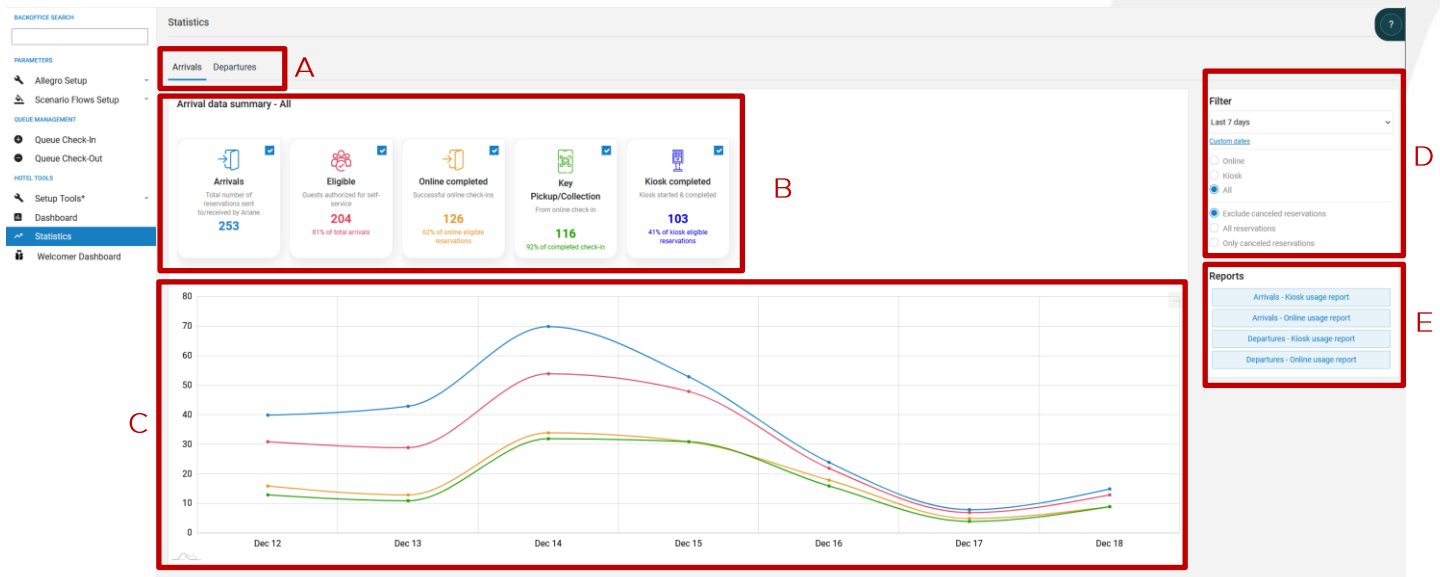 BACKOFFICE SEARCH
PARAMETERS
Allegro Setup
Scenario Flows Setup
QUEUE MANAGEMENT
Queue Check-In
Queue Check-Out
HOTEL TOOLS
Setup Tools*
Dashboard
Statistics
Welcomer Dashboard
Statistics
?
Arrivals Departures
A
Arrival data summary - All
Arrivals
Total number of
reservations sent
to/received by Ariane
253
Eligible
Guests authorized for self-
service
204
81% of total arrivals
Online completed
Successful online check-ins
126
62% of online eligible
reservations
Key
Pickup/Collection
From online check-in
116
92% of completed check-in
Kiosk completed
Kiosk started & completed
103
41% of kiosk eligible
reservations
B
80
70
60
50
40
30
20
10
0
Dec 12 Dec 13 Dec 14 Dec 15 Dec 16 Dec 17 Dec 18
C
Filter
Last 7 days
Custom dates
Online
Kiosk
All
Exclude canceled reservations
All reservations
Only canceled reservations
D
Reports
Arrivals - Kiosk usage report
Arrivals - Online usage report
Departures - Kiosk usage report
Departures - Online usage report
E